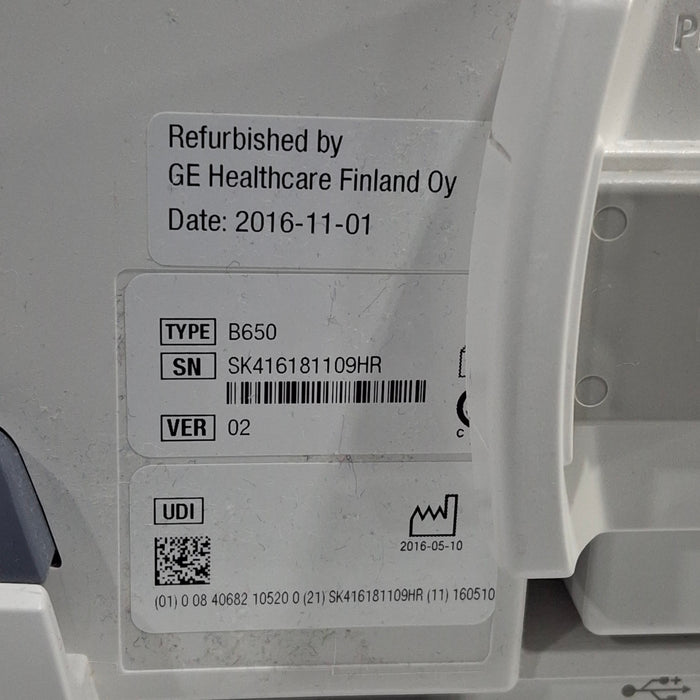 Refurbished by
GE Healthcare Finland Oy
Date: 2016-11-01
TYPE B650
SN SK416181109HR
VER 02
UDI
2016-05-10
(01) 0 08 40682 10520 0 (21) SK416181109HR (11) 160510